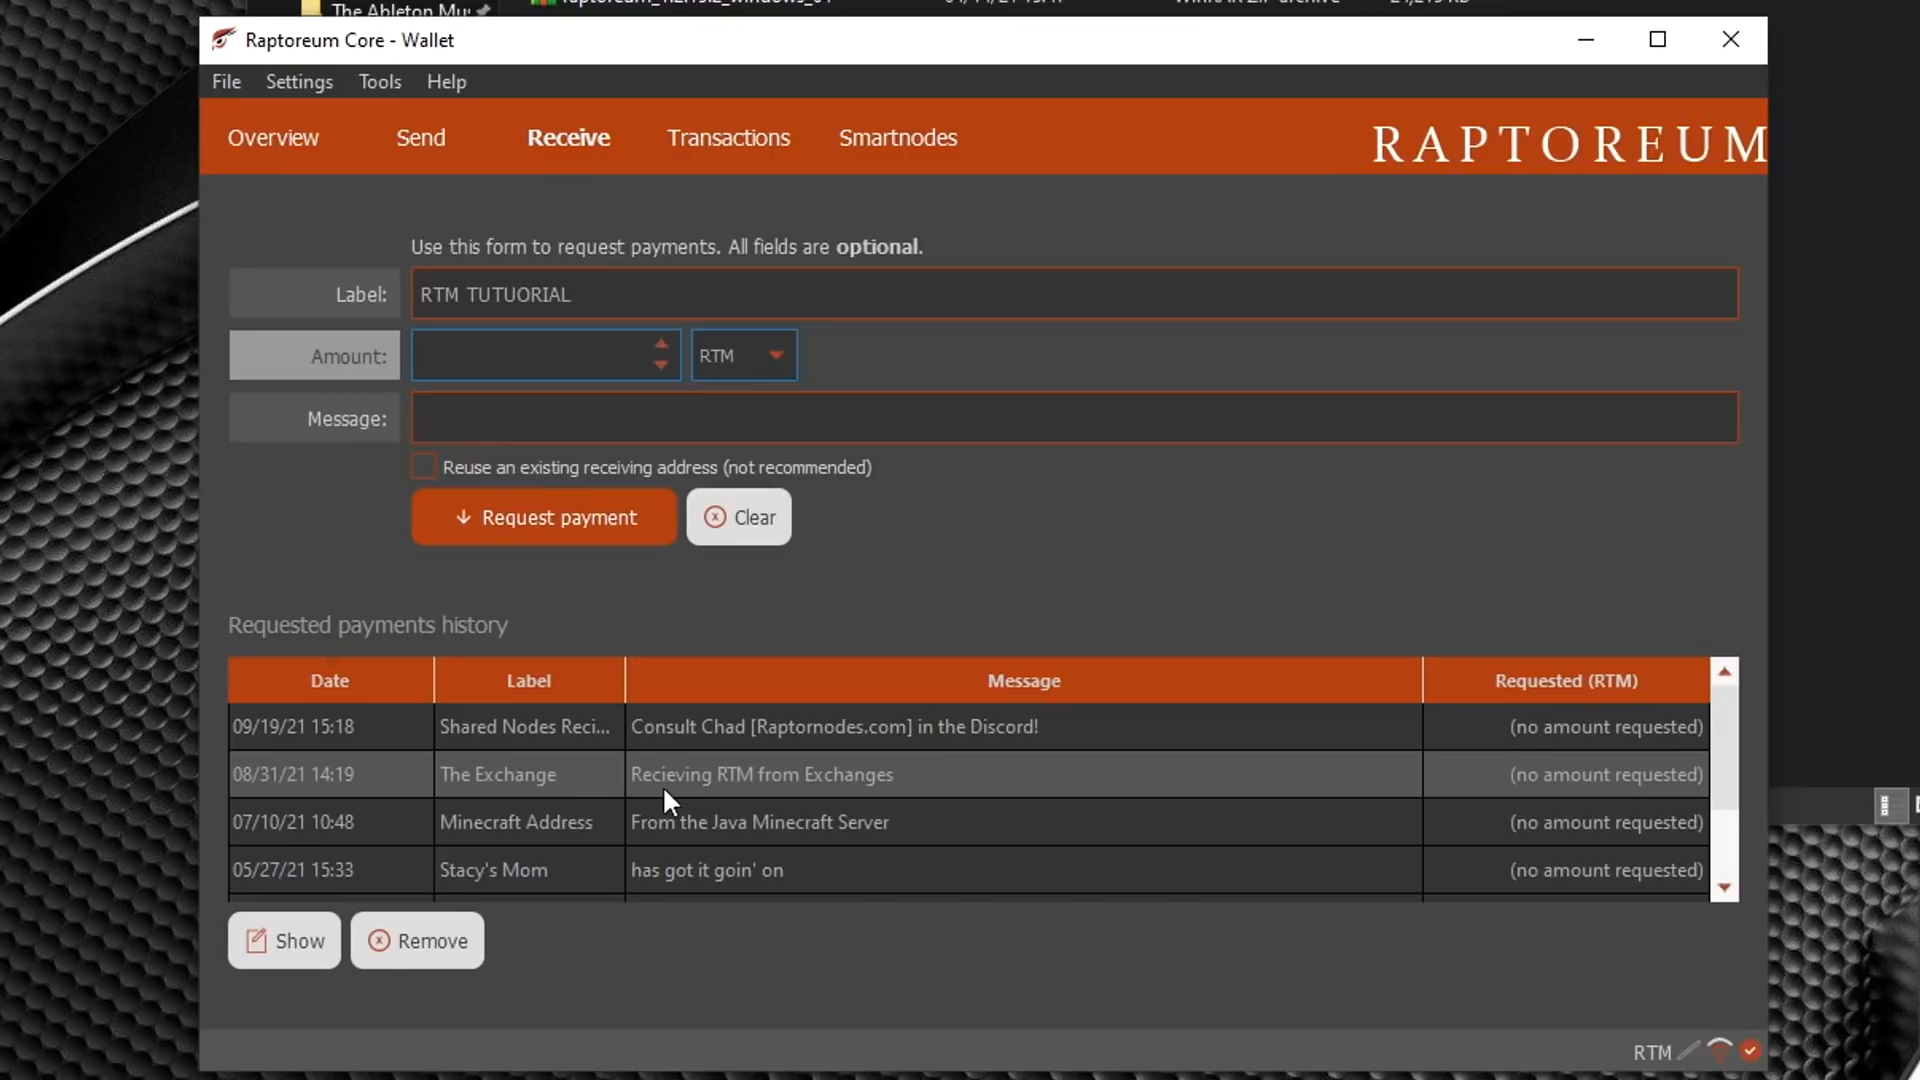 The Ableton Mu
Raptoreum Core - Wallet
File Settings Tools Help
Overview Send Receive Transactions Smartnodes RAPTOREUM
Use this form to request payments. All fields are optional.
Label: RTM TUTUORIAL
Amount: RTM
Message:
Reuse an existing receiving address (not recommended)
Request payment Clear
Requested payments history
Date Label Message Requested (RTM)
09/19/21 15:18 Shared Nodes Reci... Consult Chad [Raptornodes.com] in the Discord! (no amount requested)
08/31/21 14:19 The Exchange Recieving RTM from Exchanges (no amount requested)
07/10/21 10:48 Minecraft Address From the Java Minecraft Server (no amount requested)
05/27/21 15:33 Stacy's Mom has got it goin' on (no amount requested)
Show Remove
RTM